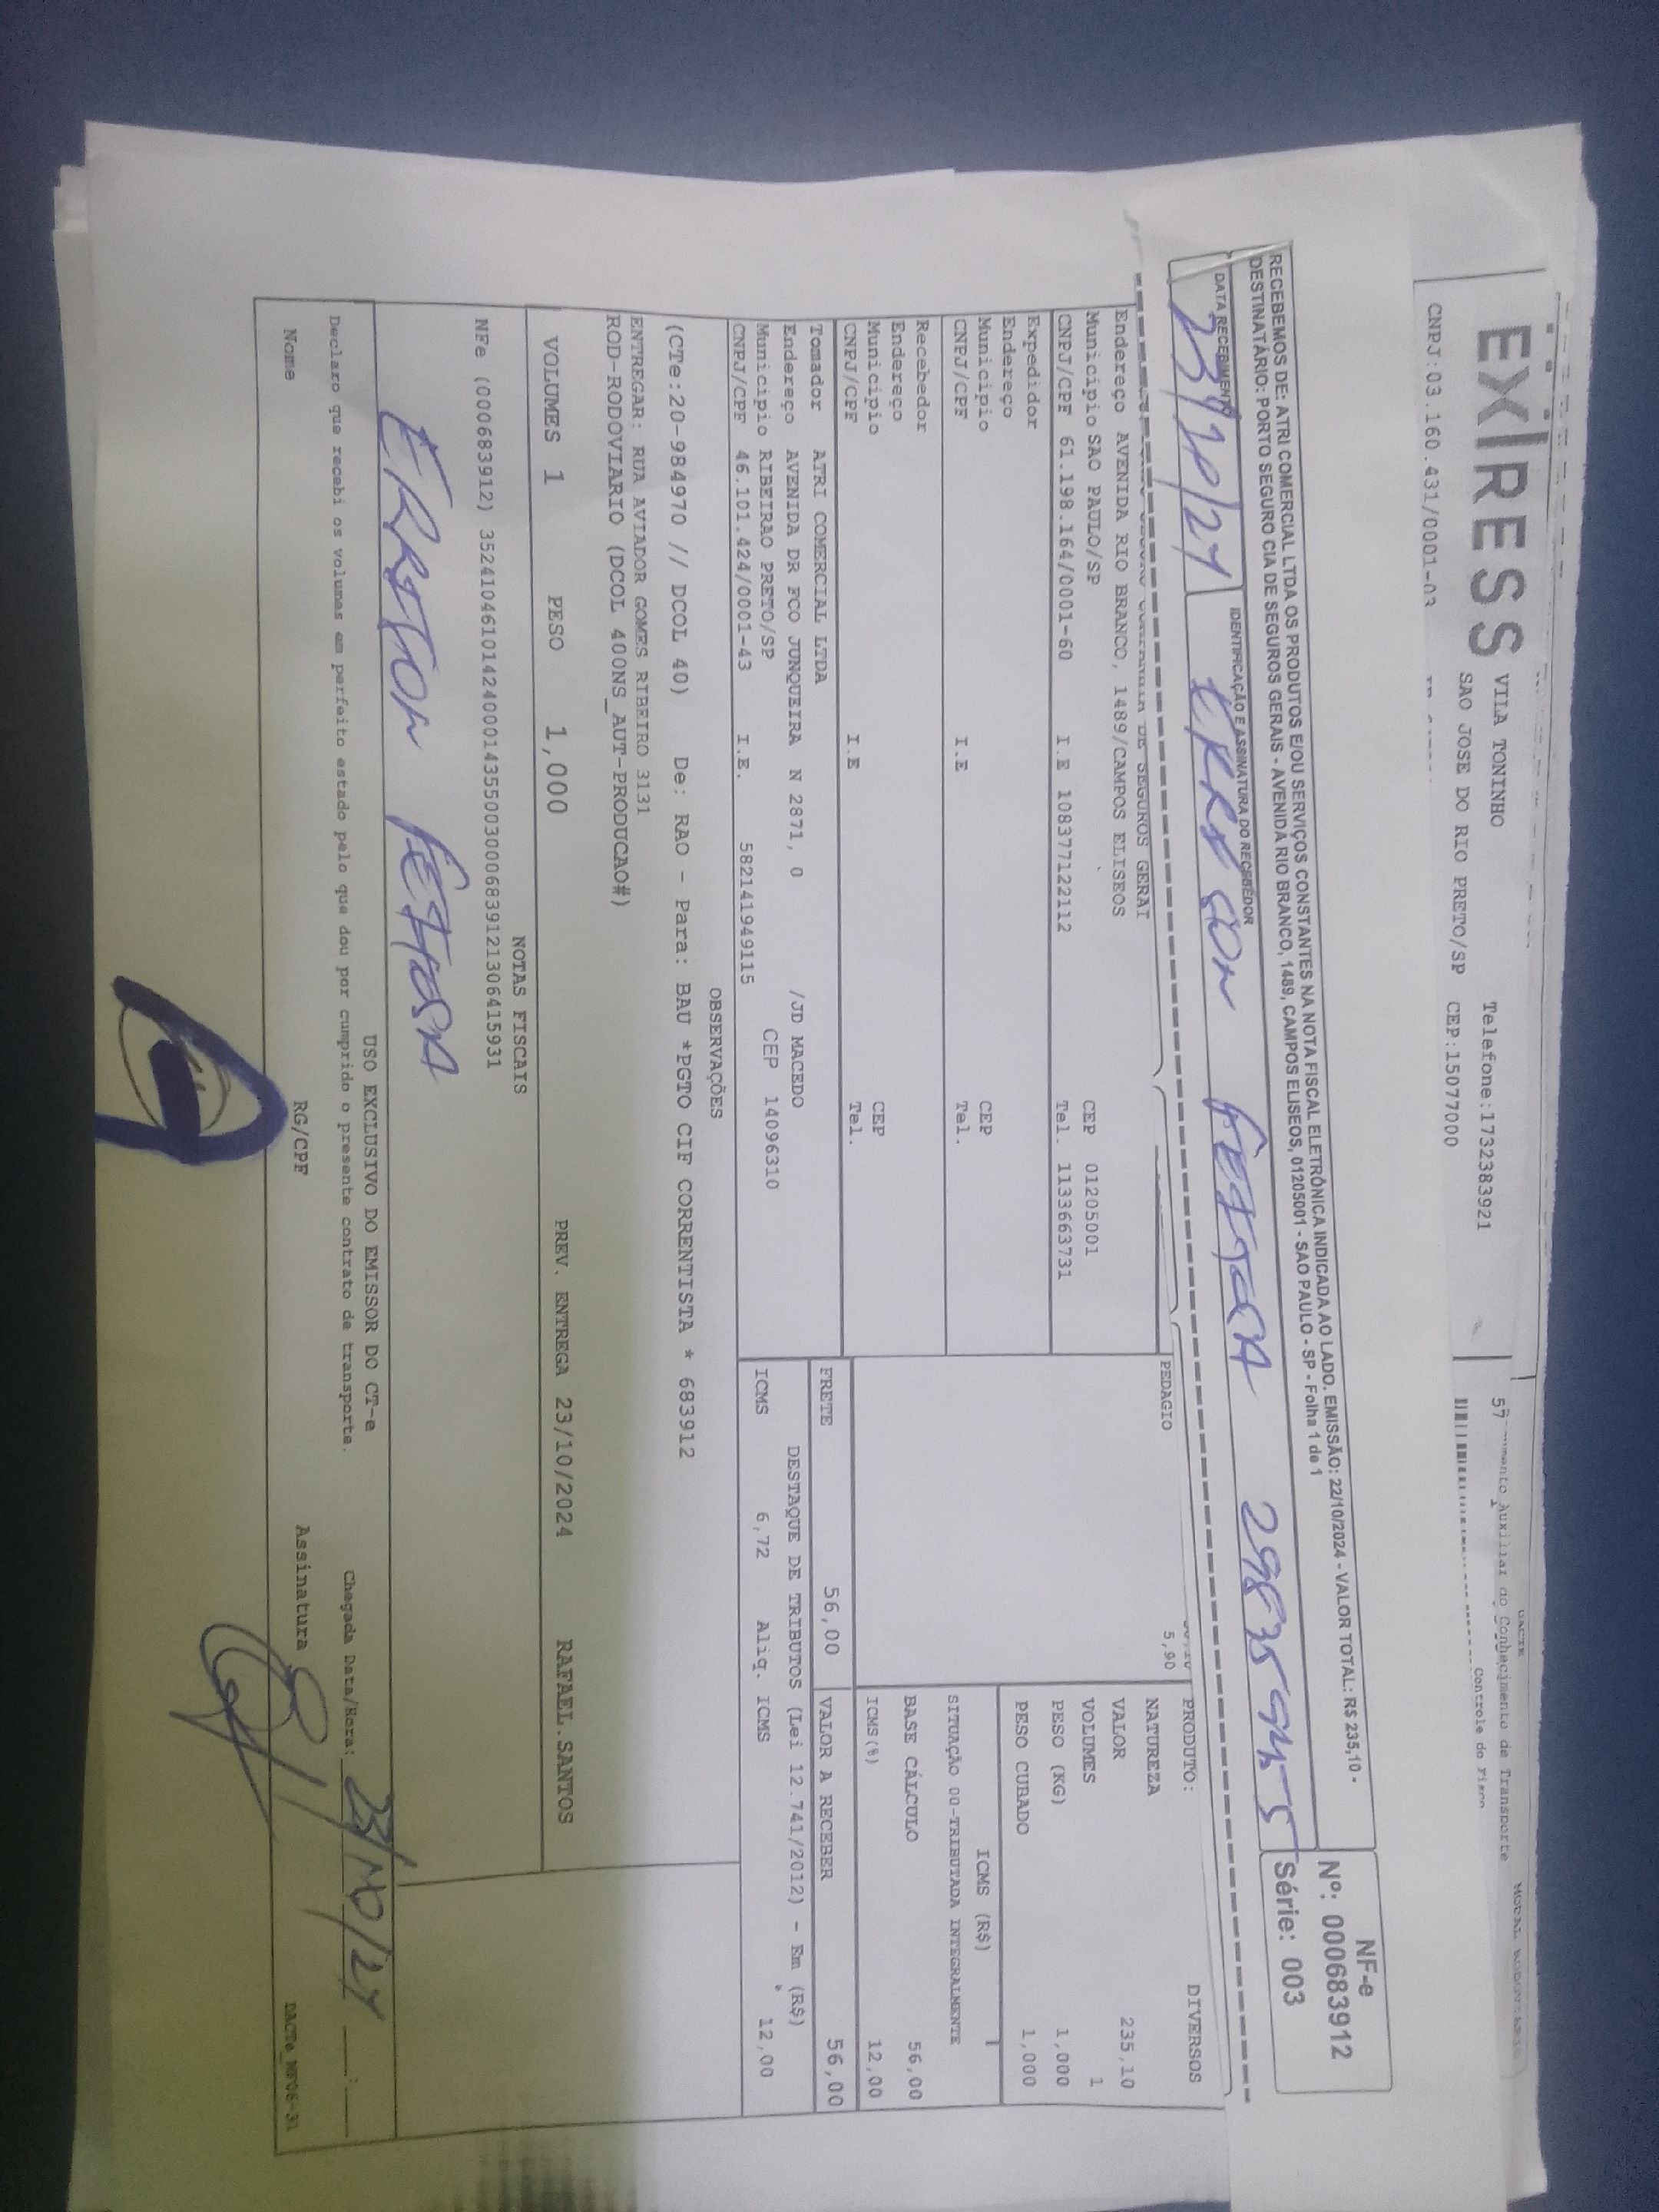 EXPRESS
VILA TONINHO
Telefone:1732383921
SAO JOSE DO RIO PRETO/SP CEP:15077000
CNPJ:03.160.431/0001-03
57
Auxiliar do Conhecimento de Transporte
Controle do Fisco
RECEBEMOS DE: ATRI COMERCIAL LTDA OS PRODUTOS E/OU SERVIÇOS CONSTANTES NA NOTA FISCAL ELETRÔNICA INDICADA AO LADO. EMISSÃO: 22/10/2024 - VALOR TOTAL: R$ 235,10 -
DESTINATÁRIO: PORTO SEGURO CIA DE SEGUROS GERAIS - AVENIDA RIO BRANCO, 1489, CAMPOS ELISEOS, 01205001 - SAO PAULO - SP - Folha 1 de 1
NF-e
Nº: 000683912
Série: 003
DATA RECEBIMENTO
IDENTIFICAÇÃO E ASSINATURA DO RECEBEDOR
DE SEGUROS GERAI
Endereço AVENIDA RIO BRANCO, 1489/CAMPOS ELISEOS
Municipio SAO PAULO/SP CEP 01205001
CNPJ/CPF 61.198.164/0001-60 I.E 108377122112 Tel. 1133663731
Expedidor
Endereço
Municipio CEP
CNPJ/CPF I.E Tel.
Recebedor
Endereço
Municipio CEP
CNPJ/CPF I.E Tel.
Tomador ATRI COMERCIAL LTDA
Endereço AVENIDA DR FCO JUNQUEIRA N 2871, 0 /JD MACEDO
Municipio RIBEIRAO PRETO/SP CEP 14096310
CNPJ/CPF 46.101.424/0001-43 I.E. 582141949115
PEDAGIO 5,90
PRODUTO: DIVERSOS
NATUREZA
VALOR 235,10
VOLUMES 1
PESO (KG) 1,000
PESO CUBADO 1,000
ICMS (R$)
SITUAÇÃO 00-TRIBUTADA INTEGRALMENTE
BASE CÁLCULO 56,00
ICMS(%) 12,00
FRETE 56,00 VALOR A RECEBER 56,00
DESTAQUE DE TRIBUTOS (Lei 12.741/2012) - Em (R$)
ICMS 6,72 Aliq. ICMS 12,00
OBSERVAÇÕES
(CTe:20-984970 // DCOL 40) De: RAO - Para: BAU *PGTO CIF CORRENTISTA * 683912
ENTREGAR: RUA AVIADOR GOMES RIBEIRO 3131
ROD-RODOVIARIO (DCOL 400NS_AUT-PRODUCAO#)
VOLUMES 1 PESO 1,000 PREV. ENTREGA 23/10/2024 RAFAEL.SANTOS
NOTAS FISCAIS
NFe (000683912) 35241046101424000143550030006839121306415931
USO EXCLUSIVO DO EMISSOR DO CT-e
Declaro que recebi os volumes em perfeito estado pelo que dou por cumprido o presente contrato de transporte.
Chegada Data/Hora: 23/10/24
Nome RG/CPF Assinatura